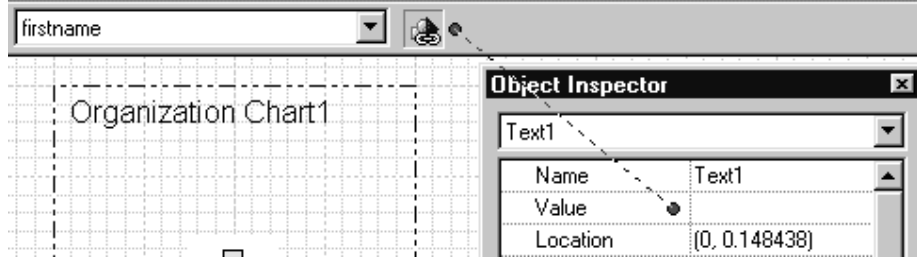 firstname
Object Inspector
Organization Chart1
Text1
Name Text1
Value
Location (0, 0.148438)